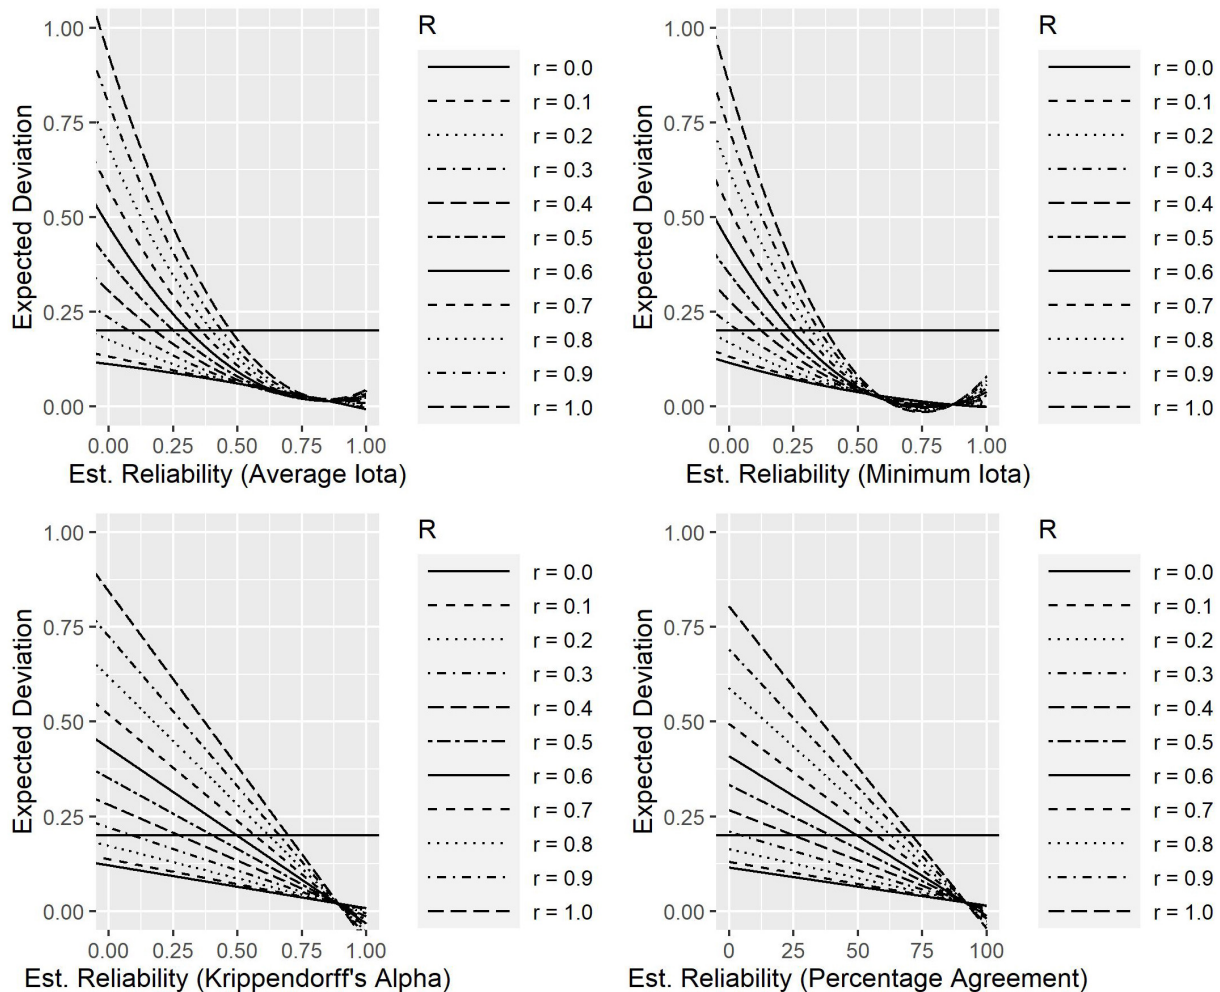 R
1.00
0.75
0.50
0.25
0.00
Expected Deviation
0.00 0.25 0.50 0.75 1.00
Est. Reliability (Average Iota)
r = 0.0
r = 0.1
r = 0.2
r = 0.3
r = 0.4
r = 0.5
r = 0.6
r = 0.7
r = 0.8
r = 0.9
r = 1.0
R
1.00
0.75
0.50
0.25
0.00
Expected Deviation
0.00 0.25 0.50 0.75 1.00
Est. Reliability (Minimum Iota)
r = 0.0
r = 0.1
r = 0.2
r = 0.3
r = 0.4
r = 0.5
r = 0.6
r = 0.7
r = 0.8
r = 0.9
r = 1.0
R
1.00
0.75
0.50
0.25
0.00
Expected Deviation
0.00 0.25 0.50 0.75 1.00
Est. Reliability (Krippendorff's Alpha)
r = 0.0
r = 0.1
r = 0.2
r = 0.3
r = 0.4
r = 0.5
r = 0.6
r = 0.7
r = 0.8
r = 0.9
r = 1.0
R
1.00
0.75
0.50
0.25
0.00
Expected Deviation
0 25 50 75 100
Est. Reliability (Percentage Agreement)
r = 0.0
r = 0.1
r = 0.2
r = 0.3
r = 0.4
r = 0.5
r = 0.6
r = 0.7
r = 0.8
r = 0.9
r = 1.0